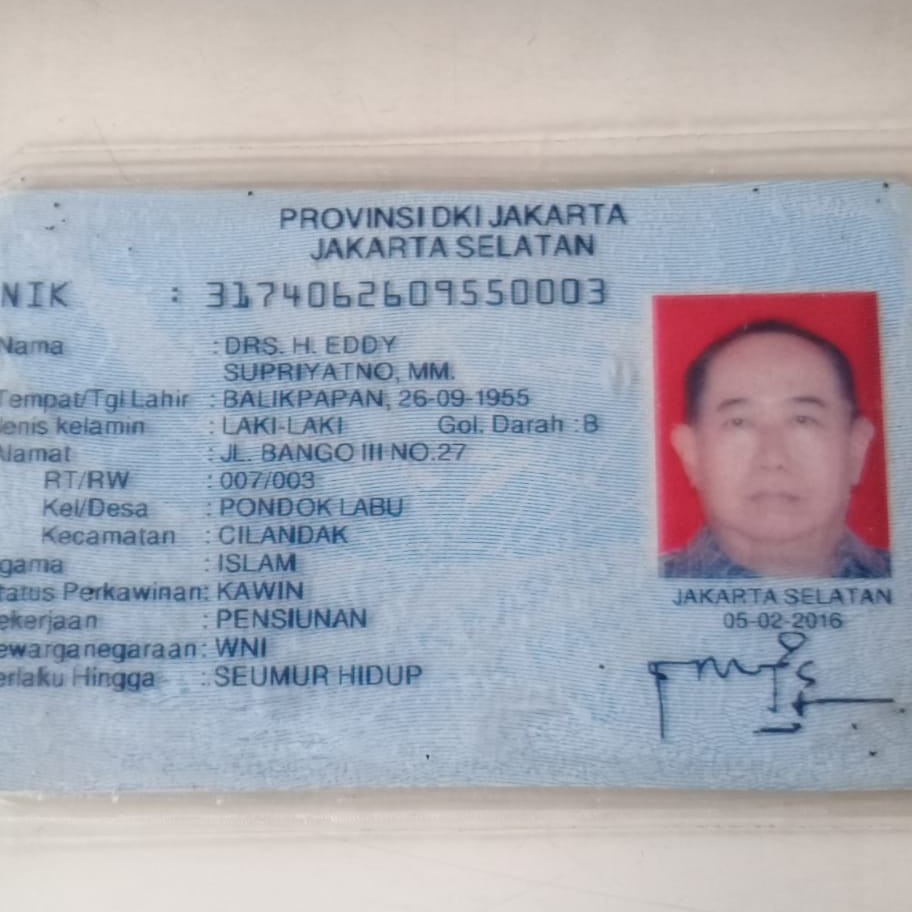 PROVINSI DKI JAKARTA
JAKARTA SELATAN
NIK : 3174062609550003
Nama : DRS. H. EDDY
SUPRIYATNO, MM.
Tempat/Tgl Lahir : BALIKPAPAN, 26-09-1955
Jenis kelamin : LAKI-LAKI Gol. Darah : B
Alamat : JL. BANGO III NO.27
RT/RW : 007/003
Kel/Desa : PONDOK LABU
Kecamatan : CILANDAK
gama : ISLAM
tatus Perkawinan: KAWIN
ekerjaan : PENSIUNAN
ewarganegaraan: WNI
erlaku Hingga : SEUMUR HIDUP
JAKARTA SELATAN
05-02-2016